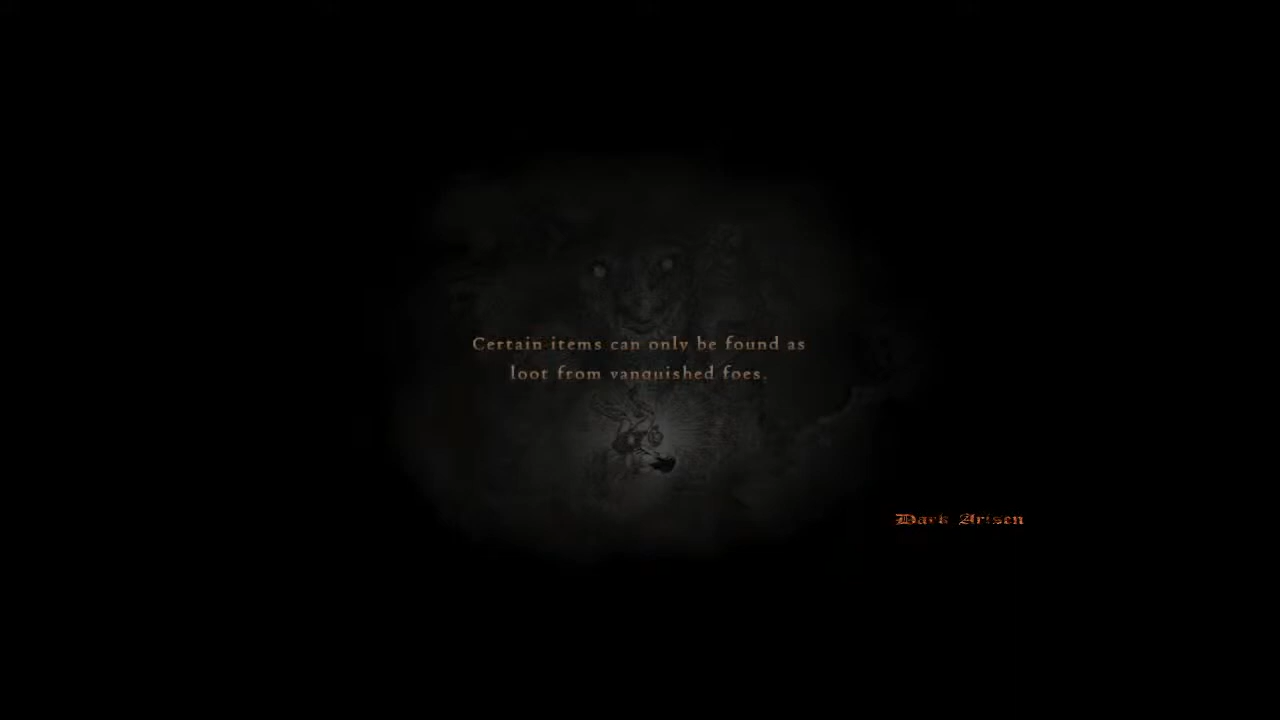 Certain items can only be found as
loot from vanquished foes.
Dark Arisen